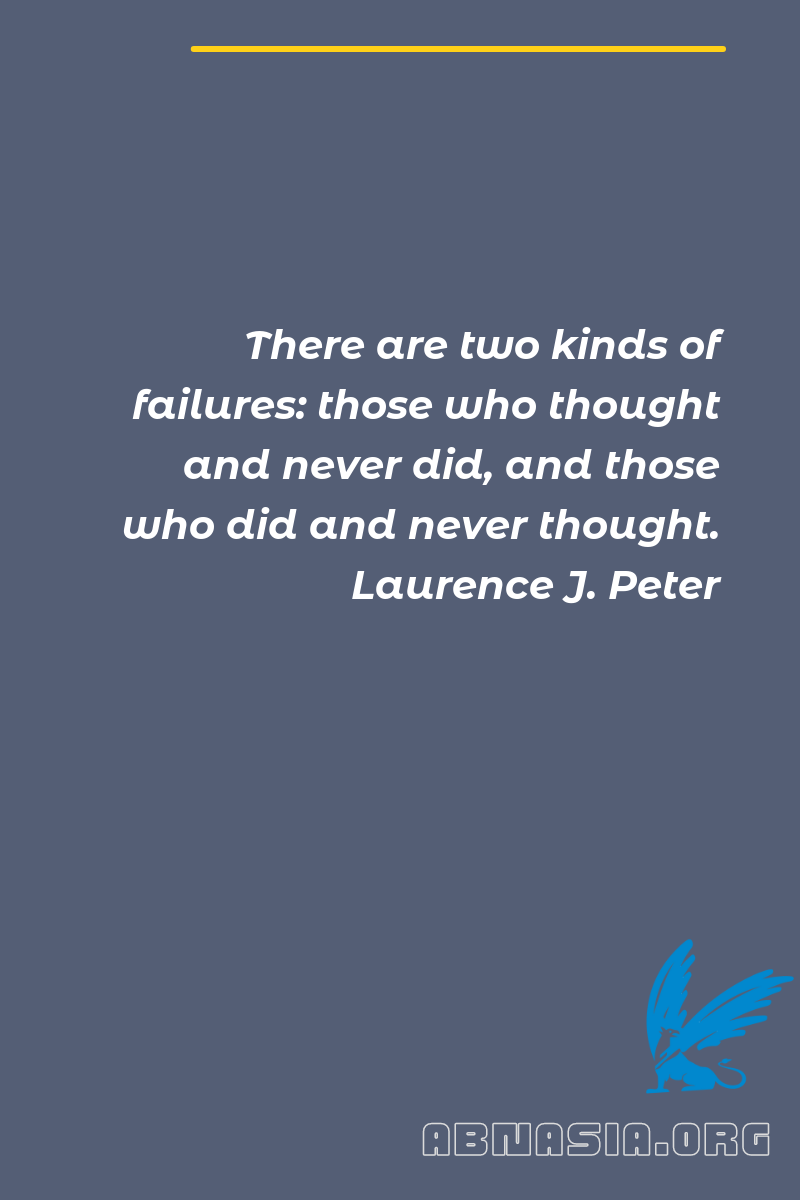 There are two kinds of
failures: those who thought
and never did, and those
who did and never thought.
Laurence J. Peter
ABNASIA.ORG